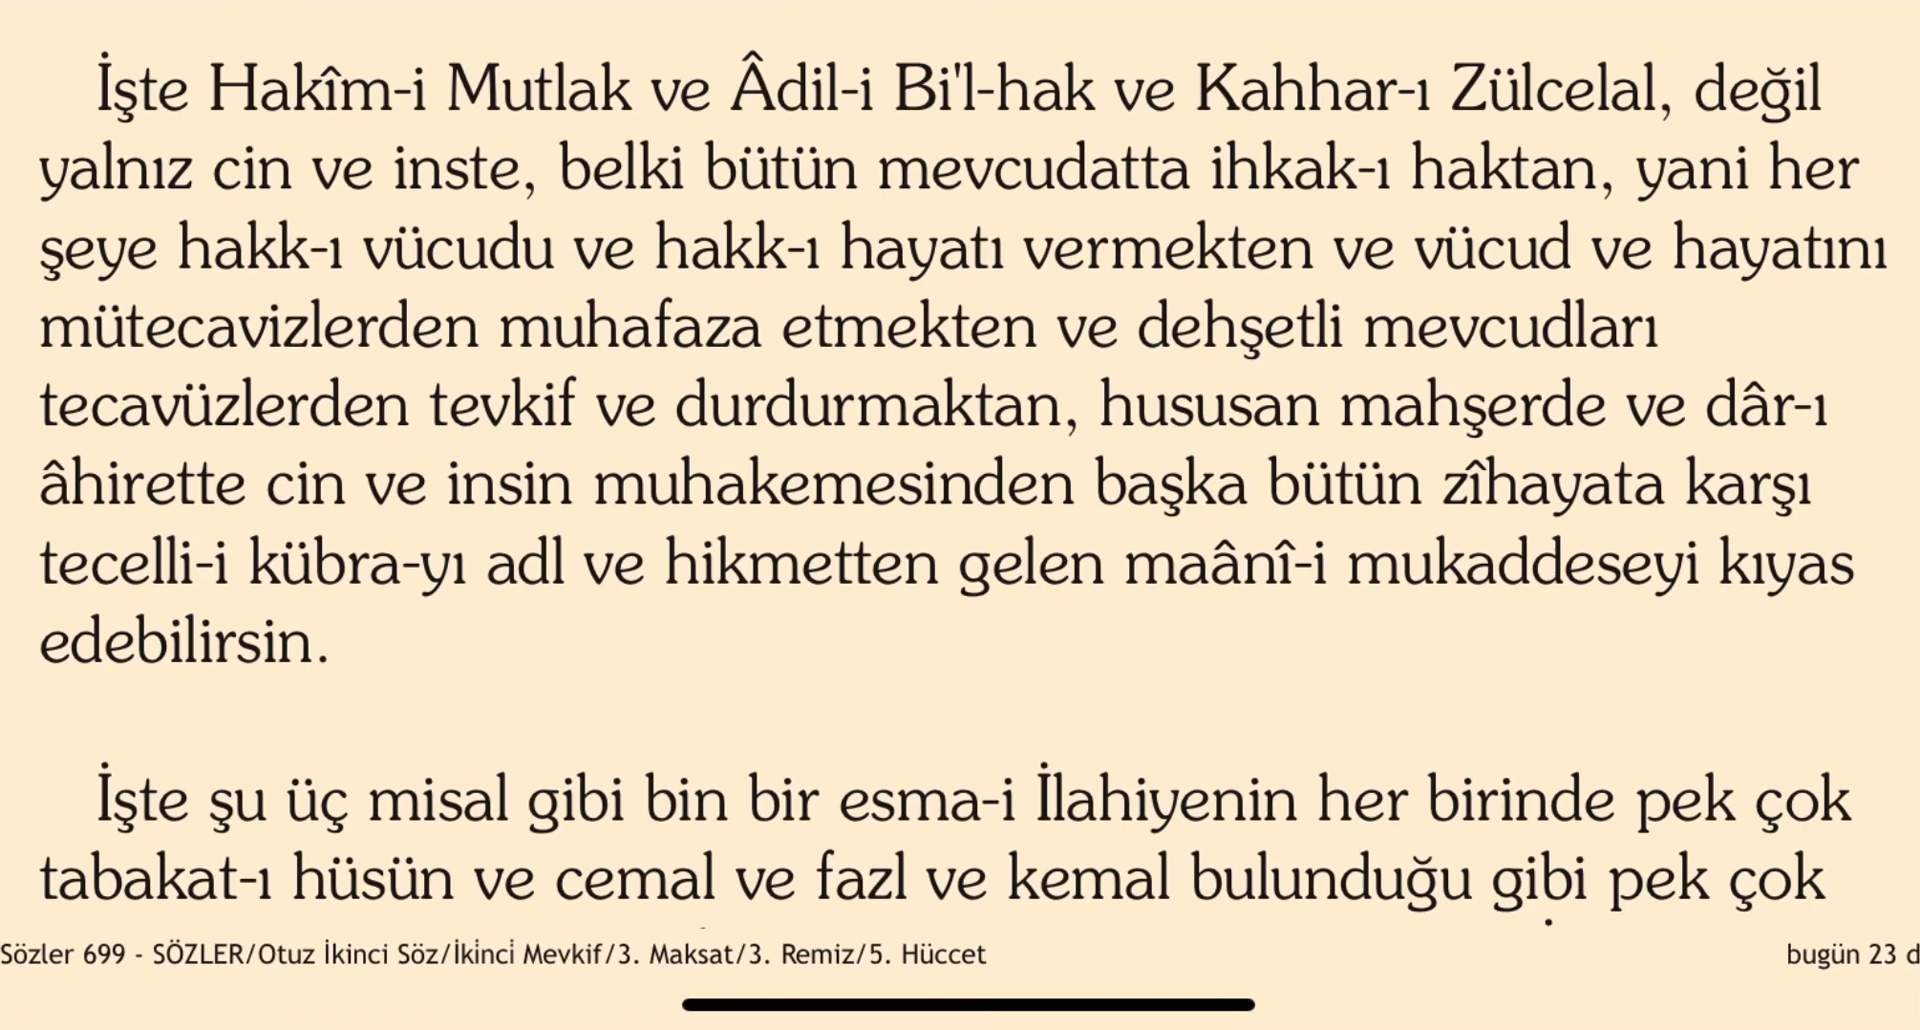 İşte Hakîm-i Mutlak ve Âdil-i Bi'l-hak ve Kahhar-ı Zülcelal, değil
yalnız cin ve inste, belki bütün mevcudatta ihkak-ı haktan, yani her
şeye hakk-ı vücudu ve hakk-ı hayatı vermekten ve vücud ve hayatını
mütecavizlerden muhafaza etmekten ve dehşetli mevcudları
tecavüzlerden tevkif ve durdurmaktan, hususan mahşerde ve dâr-ı
âhirette cin ve insin muhakemesinden başka bütün zîhayata karşı
tecelli-i kübra-yı adl ve hikmetten gelen maânî-i mukaddeseyi kıyas
edebilirsin.
İşte şu üç misal gibi bin bir esma-i İlahiyenin her birinde pek çok
tabakat-ı hüsün ve cemal ve fazl ve kemal bulunduğu gibi pek çok
Sözler 699 - SÖZLER/Otuz İkinci Söz/İkinci Mevkif/3. Maksat/3. Remiz/5. Hüccet
bugün 23 d